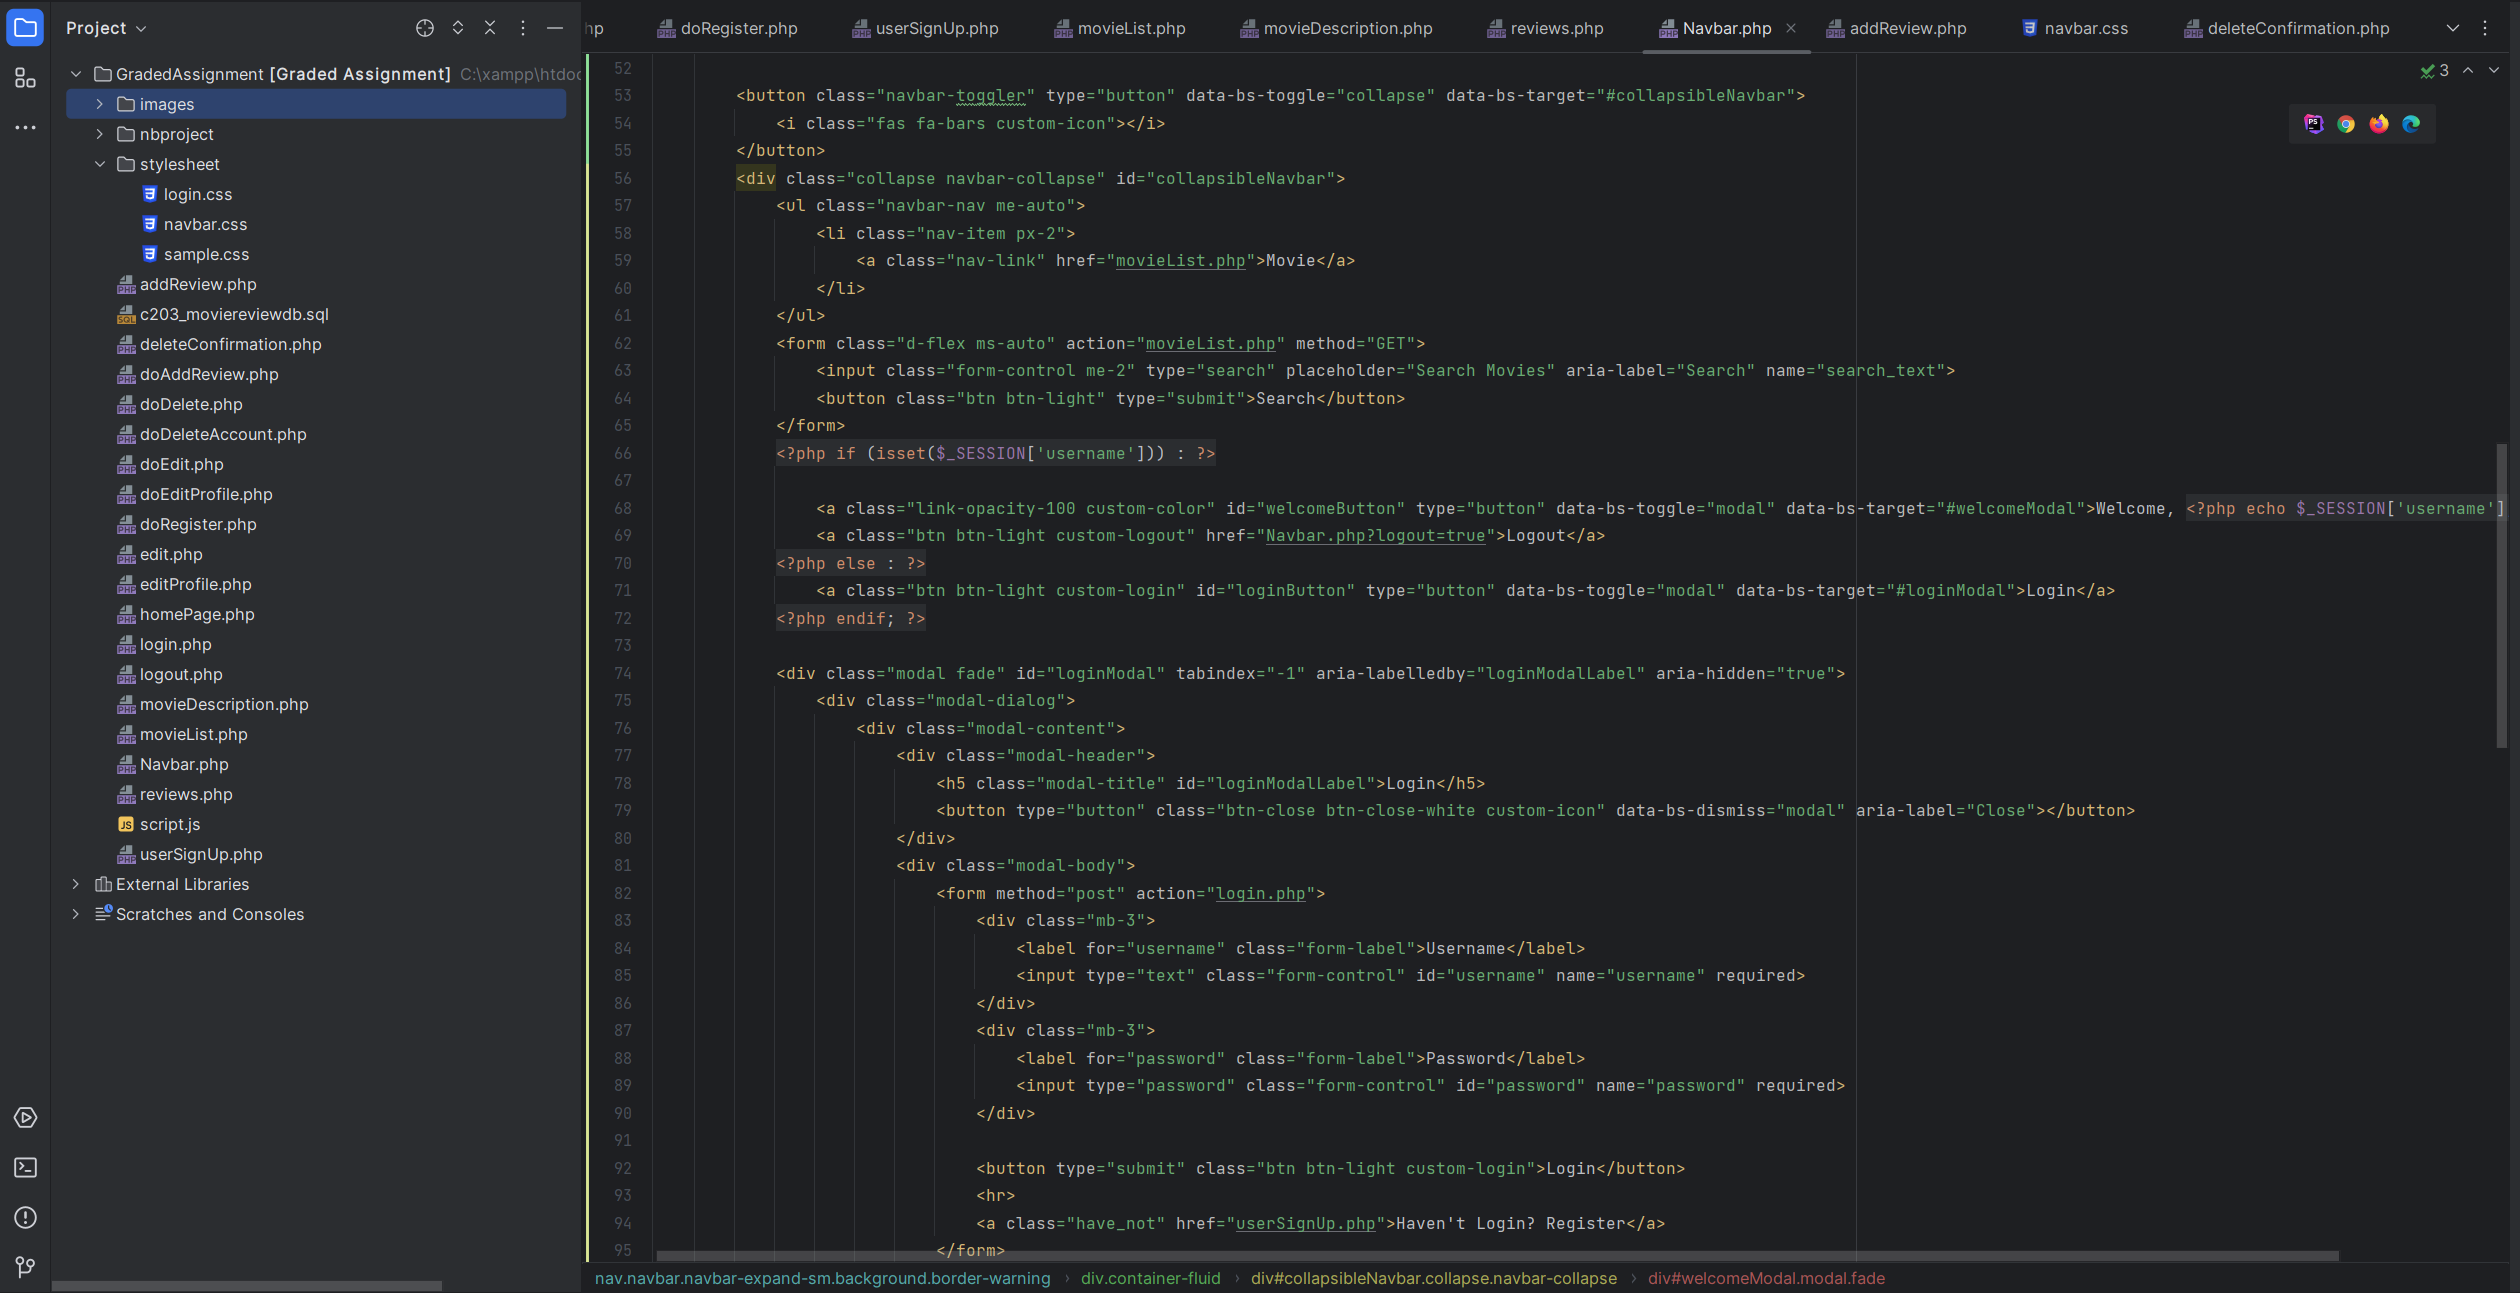 Project
hp
doRegister.php
userSignUp.php
movieList.php
movieDescription.php
reviews.php
Navbar.php
addReview.php
navbar.css
deleteConfirmation.php
GradedAssignment [Graded Assignment] C:\xampp\htdoc
images
nbproject
stylesheet
login.css
navbar.css
sample.css
addReview.php
c203_moviereviewdb.sql
deleteConfirmation.php
doAddReview.php
doDelete.php
doDeleteAccount.php
doEdit.php
doEditProfile.php
doRegister.php
edit.php
editProfile.php
homePage.php
login.php
logout.php
movieDescription.php
movieList.php
Navbar.php
reviews.php
script.js
userSignUp.php
External Libraries
Scratches and Consoles
3
52
53 <button class="navbar-toggler" type="button" data-bs-toggle="collapse" data-bs-target="#collapsibleNavbar">
54 <i class="fas fa-bars custom-icon"></i>
55 </button>
56 <div class="collapse navbar-collapse" id="collapsibleNavbar">
57 <ul class="navbar-nav me-auto">
58 <li class="nav-item px-2">
59 <a class="nav-link" href="movieList.php">Movie</a>
60 </li>
61 </ul>
62 <form class="d-flex ms-auto" action="movieList.php" method="GET">
63 <input class="form-control me-2" type="search" placeholder="Search Movies" aria-label="Search" name="search_text">
64 <button class="btn btn-light" type="submit">Search</button>
65 </form>
66 <?php if (isset($_SESSION['username'])) : ?>
67
68 <a class="link-opacity-100 custom-color" id="welcomeButton" type="button" data-bs-toggle="modal" data-bs-target="#welcomeModal">Welcome, <?php echo $_SESSION['username']
69 <a class="btn btn-light custom-logout" href="Navbar.php?logout=true">Logout</a>
70 <?php else : ?>
71 <a class="btn btn-light custom-login" id="loginButton" type="button" data-bs-toggle="modal" data-bs-target="#loginModal">Login</a>
72 <?php endif; ?>
73
74 <div class="modal fade" id="loginModal" tabindex="-1" aria-labelledby="loginModalLabel" aria-hidden="true">
75 <div class="modal-dialog">
76 <div class="modal-content">
77 <div class="modal-header">
78 <h5 class="modal-title" id="loginModalLabel">Login</h5>
79 <button type="button" class="btn-close btn-close-white custom-icon" data-bs-dismiss="modal" aria-label="Close"></button>
80 </div>
81 <div class="modal-body">
82 <form method="post" action="login.php">
83 <div class="mb-3">
84 <label for="username" class="form-label">Username</label>
85 <input type="text" class="form-control" id="username" name="username" required>
86 </div>
87 <div class="mb-3">
88 <label for="password" class="form-label">Password</label>
89 <input type="password" class="form-control" id="password" name="password" required>
90 </div>
91
92 <button type="submit" class="btn btn-light custom-login">Login</button>
93 <hr>
94 <a class="have_not" href="userSignUp.php">Haven't Login? Register</a>
95 </form>
nav.navbar.navbar-expand-sm.background.border-warning › div.container-fluid › div#collapsibleNavbar.collapse.navbar-collapse › div#welcomeModal.modal.fade